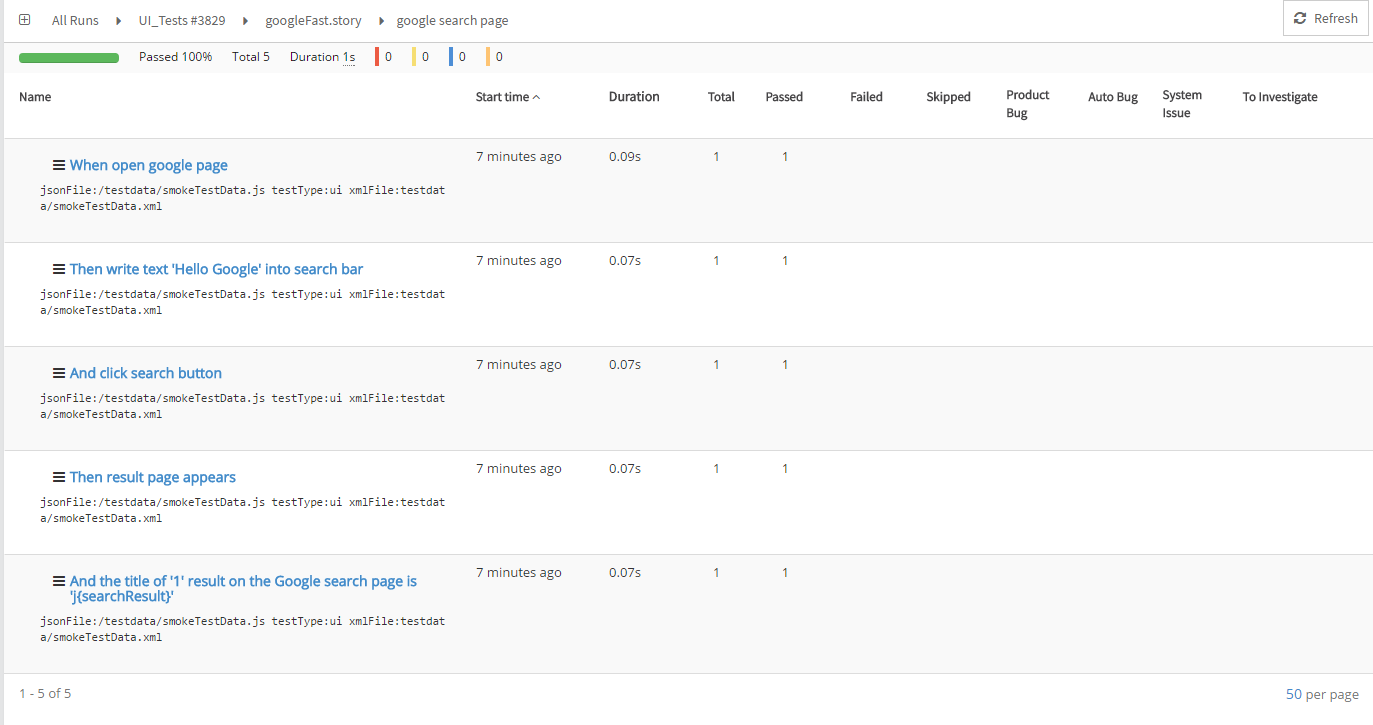 All Runs UI_Tests #3829 googleFast.story google search page Refresh
Passed 100% Total 5 Duration 1s 0 0 0 0
Name Start time Duration Total Passed Failed Skipped Product Bug Auto Bug System Issue To Investigate
When open google page 7 minutes ago 0.09s 1 1
jsonFile:/testdata/smokeTestData.js testType:ui xmlFile:testdat
a/smokeTestData.xml
Then write text 'Hello Google' into search bar 7 minutes ago 0.07s 1 1
jsonFile:/testdata/smokeTestData.js testType:ui xmlFile:testdat
a/smokeTestData.xml
And click search button 7 minutes ago 0.07s 1 1
jsonFile:/testdata/smokeTestData.js testType:ui xmlFile:testdat
a/smokeTestData.xml
Then result page appears 7 minutes ago 0.07s 1 1
jsonFile:/testdata/smokeTestData.js testType:ui xmlFile:testdat
a/smokeTestData.xml
And the title of '1' result on the Google search page is 7 minutes ago 0.07s 1 1
'j{searchResult}'
jsonFile:/testdata/smokeTestData.js testType:ui xmlFile:testdat
a/smokeTestData.xml
1 - 5 of 5 50 per page